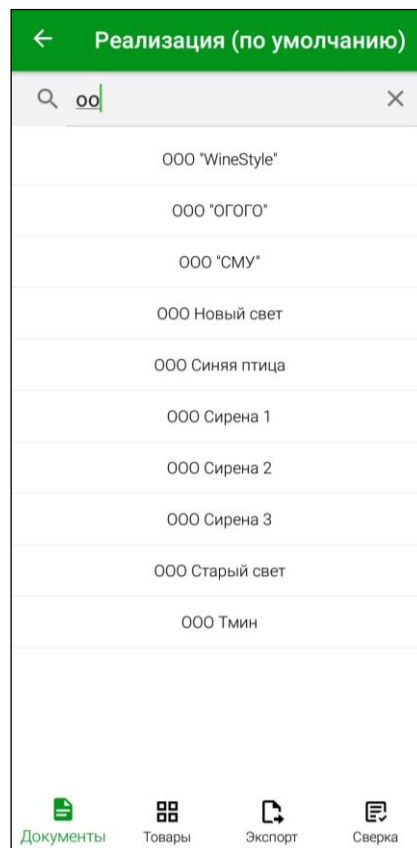 Реализация (по умолчанию)
оо
ООО "WineStyle"
ООО "ОГОГО"
ООО "СМУ"
ООО Новый свет
ООО Синяя птица
ООО Сирена 1
ООО Сирена 2
ООО Сирена 3
ООО Старый свет
ООО Тмин
Документы Товары Экспорт Сверка